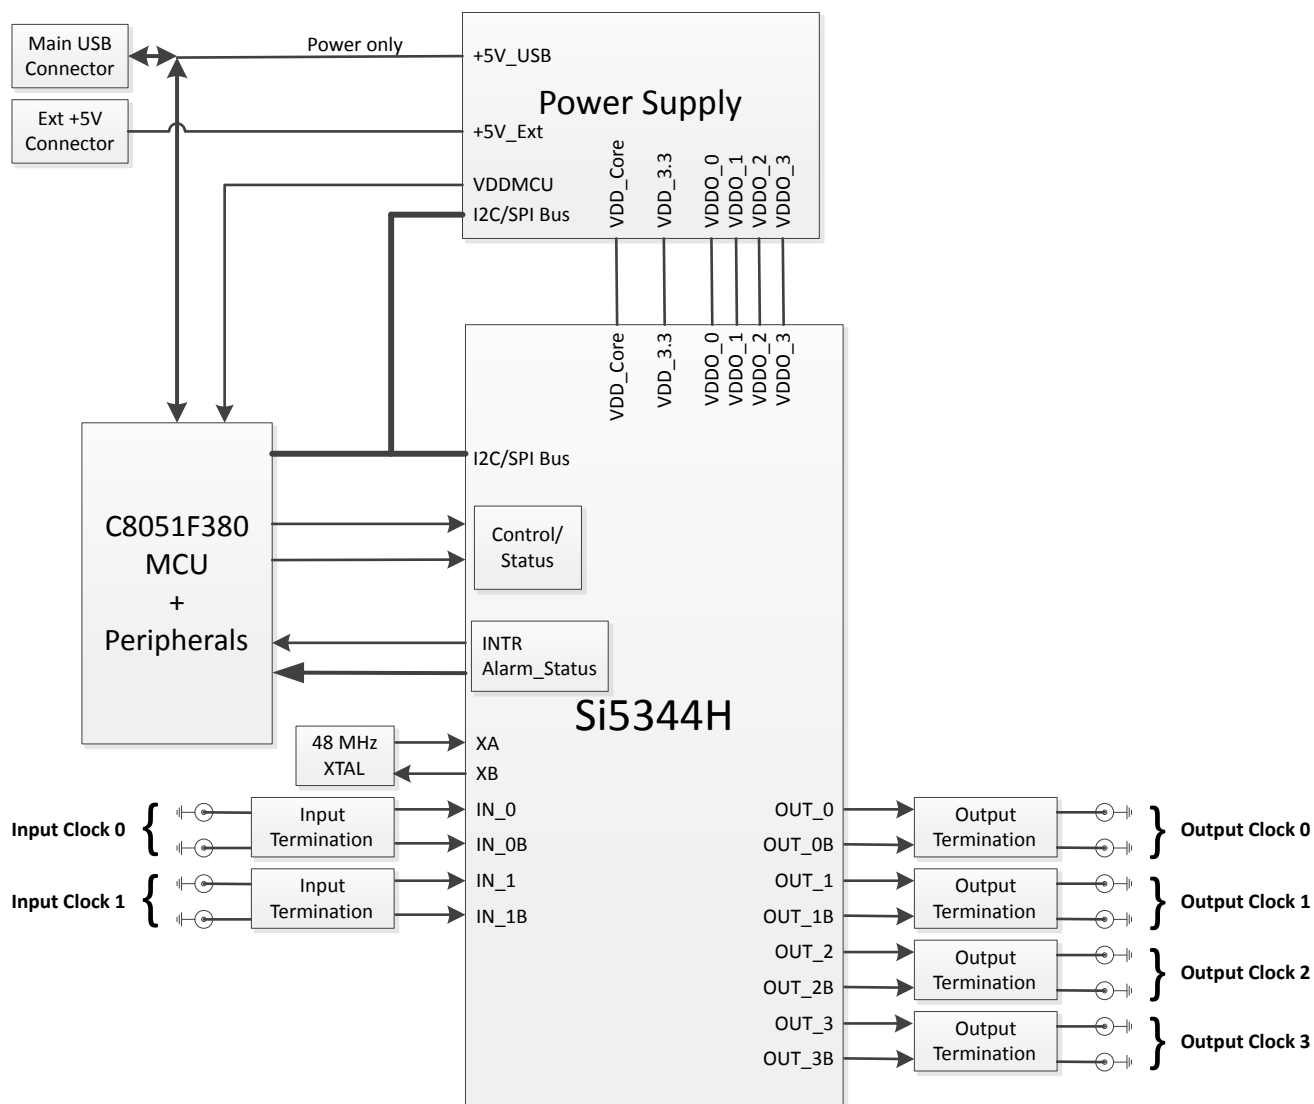 Main USB
Connector
Ext +5V
Connector
Power only
+5V_USB
Power Supply
+5V_Ext
VDDMCU
I2C/SPI Bus
VDD_Core
VDD_3.3
VDDO_0
VDDO_1
VDDO_2
VDDO_3
VDD_Core
VDD_3.3
VDDO_0
VDDO_1
VDDO_2
VDDO_3
I2C/SPI Bus
C8051F380
MCU
+
Peripherals
Control/
Status
INTR
Alarm_Status
Si5344H
48 MHz
XTAL
XA
XB
Input Clock 0
{
Input
Termination
IN_0
IN_0B
Input Clock 1
{
Input
Termination
IN_1
IN_1B
OUT_0
OUT_0B
Output
Termination
}
Output Clock 0
OUT_1
OUT_1B
Output
Termination
}
Output Clock 1
OUT_2
OUT_2B
Output
Termination
}
Output Clock 2
OUT_3
OUT_3B
Output
Termination
}
Output Clock 3